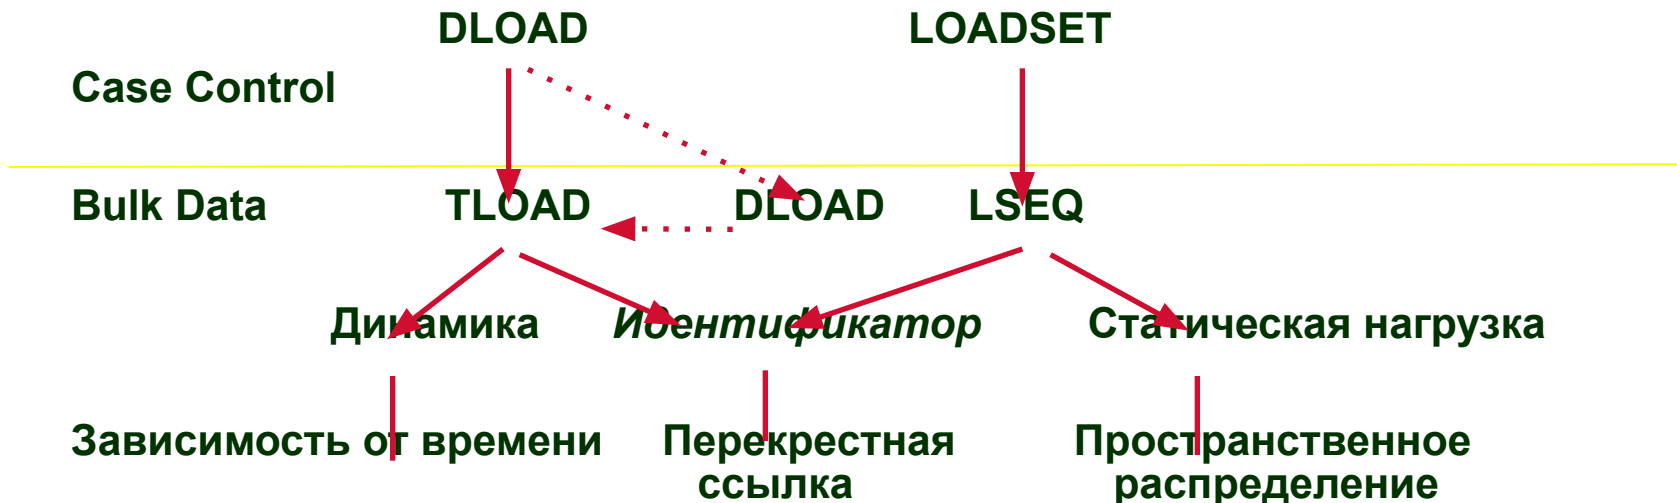 DLOAD LOADSET
Case Control
Bulk Data TLOAD DLOAD LSEQ
Динамика Идентификатор Статическая нагрузка
Зависимость от времени Перекрестная Пространственное
ссылка распределение